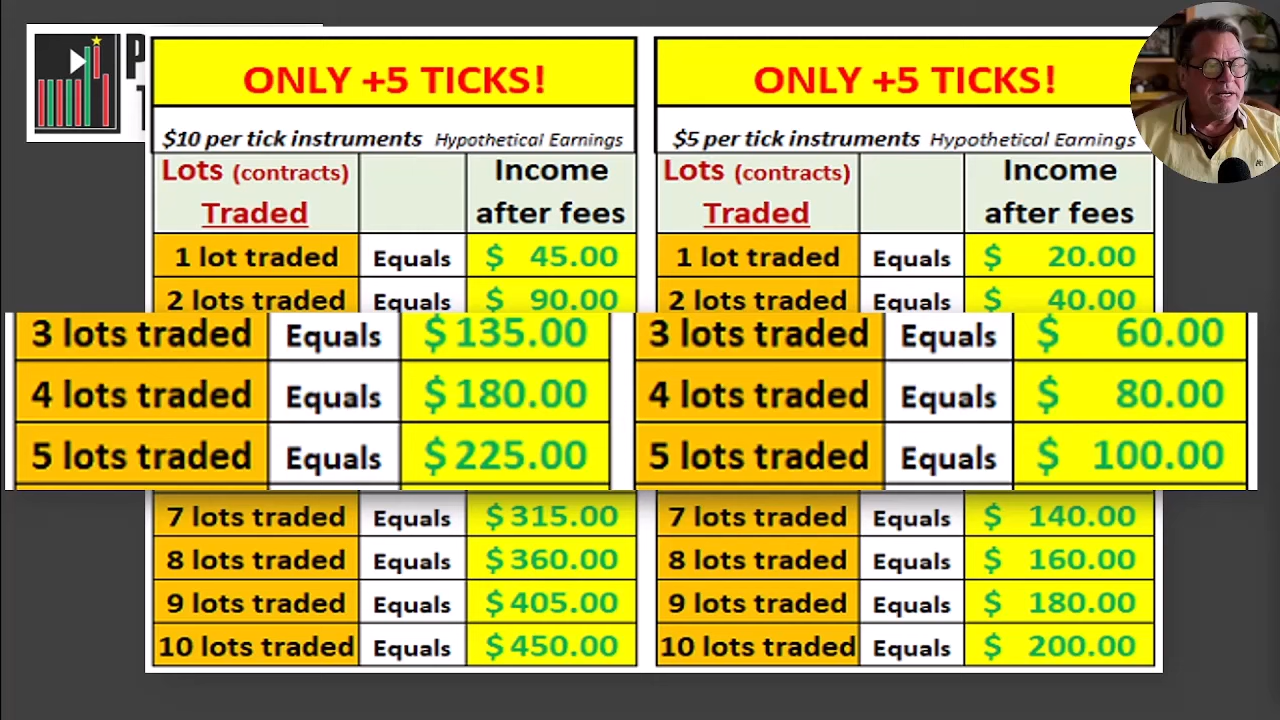 P
T
ONLY +5 TICKS!
$10 per tick instruments Hypothetical Earnings
Lots (contracts) Traded Income after fees
1 lot traded Equals $ 45.00
2 lots traded Equals $ 90.00
3 lots traded Equals $ 135.00
4 lots traded Equals $ 180.00
5 lots traded Equals $ 225.00
7 lots traded Equals $ 315.00
8 lots traded Equals $ 360.00
9 lots traded Equals $ 405.00
10 lots traded Equals $ 450.00
ONLY +5 TICKS!
$5 per tick instruments Hypothetical Earnings
Lots (contracts) Traded Income after fees
1 lot traded Equals $ 20.00
2 lots traded Equals $ 40.00
3 lots traded Equals $ 60.00
4 lots traded Equals $ 80.00
5 lots traded Equals $ 100.00
7 lots traded Equals $ 140.00
8 lots traded Equals $ 160.00
9 lots traded Equals $ 180.00
10 lots traded Equals $ 200.00